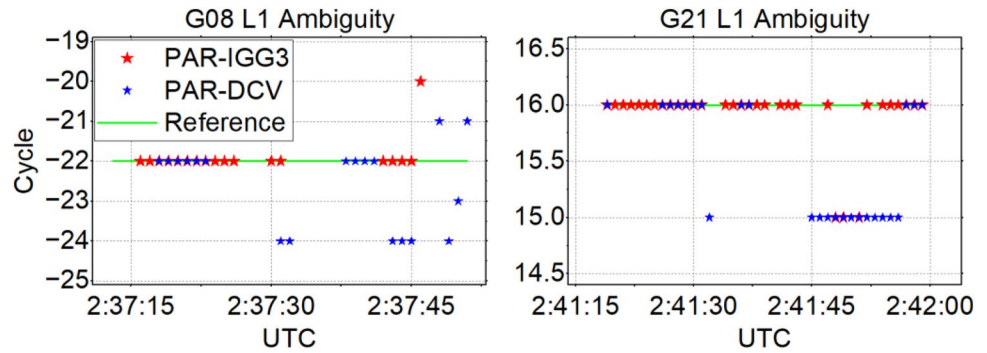 G08 L1 Ambiguity
−19
−20
−21
−22
−23
−24
−25
Cycle
PAR-IGG3
PAR-DCV
Reference
2:37:15
2:37:30
2:37:45
UTC
G21 L1 Ambiguity
16.5
16.0
15.5
15.0
14.5
2:41:15
2:41:30
2:41:45
2:42:00
UTC